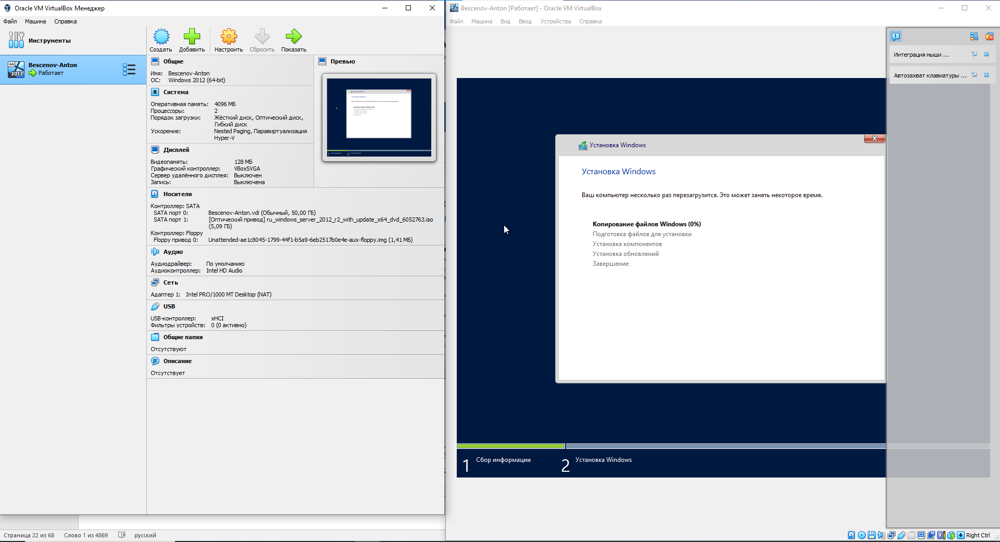 Oracle VM VirtualBox Менеджер
Файл Машина Справка
Инструменты
Bescenov-Anton
Работает
64
2012
Создать Добавить Настроить Сбросить Показать
Общие
Имя: Bescenov-Anton
ОС: Windows 2012 (64-bit)
Система
Оперативная память: 4096 МБ
Процессоры: 2
Порядок загрузки: Жёсткий диск, Оптический диск,
Гибкий диск
Ускорение: Nested Paging, Паравиртуализация
Hyper-V
Дисплей
Видеопамять: 128 МБ
Графический контроллер: VBoxSVGA
Сервер удалённого дисплея: Выключен
Запись: Выключена
Превью
Носители
Контроллер: SATA
SATA порт 0: Bescenov-Anton.vdi (Обычный, 50,00 ГБ)
SATA порт 1: [Оптический привод] ru_windows_server_2012_r2_with_update_x64_dvd_6052763.iso
(5,09 ГБ)
Контроллер: Floppy
Floppy привод 0: Unattended-ae1c8045-1799-44f1-b5a9-6eb2517b0e4e-aux-floppy.img (1,41 МБ)
Аудио
Аудиодрайвер: По умолчанию
Аудиоконтроллер: Intel HD Audio
Сеть
Адаптер 1: Intel PRO/1000 MT Desktop (NAT)
USB
USB-контроллер: xHCI
Фильтры устройств: 0 (0 активно)
Общие папки
Отсутствуют
Описание
Отсутствует
Страница 22 из 68 Слово 1 из 4869 русский
Bescenov-Anton [Работает] - Oracle VM VirtualBox
Файл Машина Вид Ввод Устройства Справка
Интеграция мыши ...
Автозахват клавиатуры ...
Установка Windows
Установка Windows
Ваш компьютер несколько раз перезагрузится. Это может занять некоторое время.
Копирование файлов Windows (0%)
Подготовка файлов для установки
Установка компонентов
Установка обновлений
Завершение
1 Сбор информации 2 Установка Windows
Right Ctrl